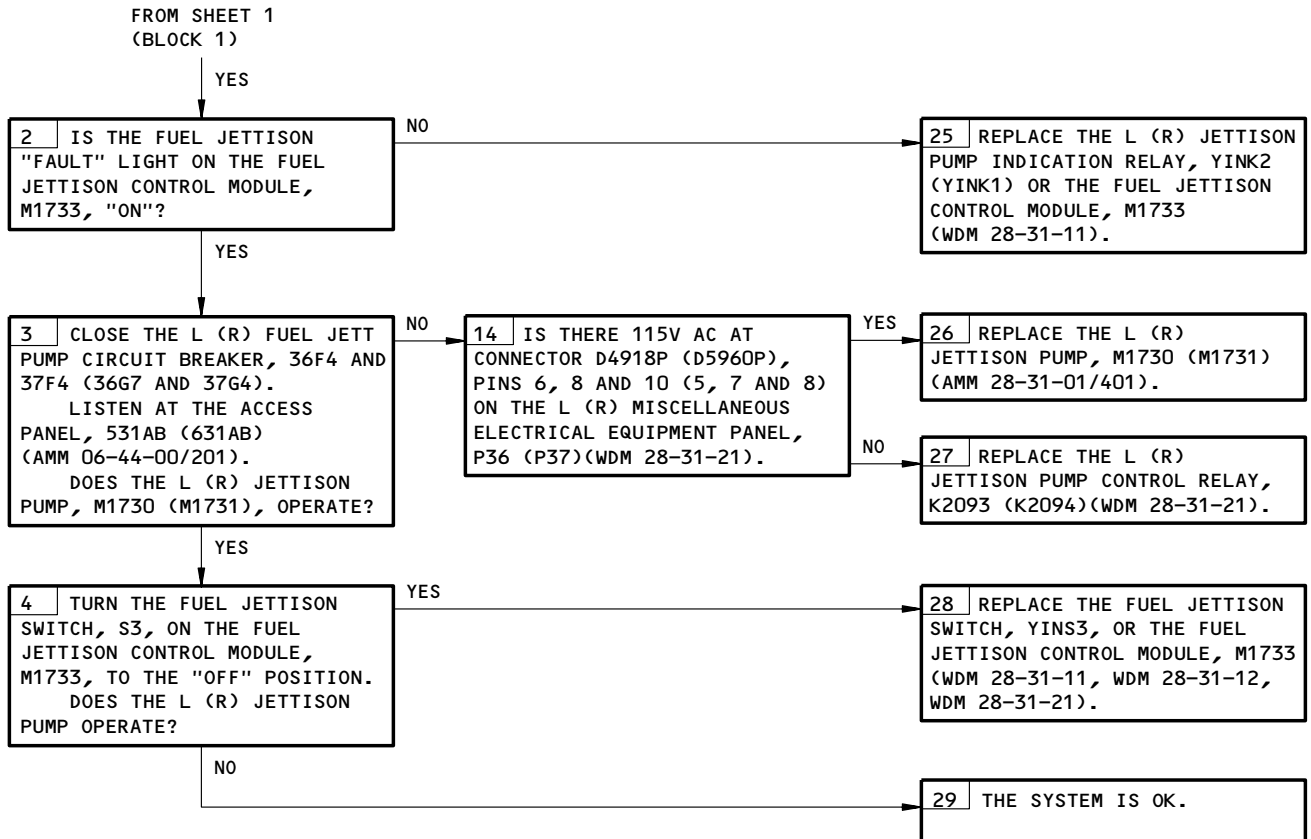 FROM SHEET 1
(BLOCK 1)
YES
2 IS THE FUEL JETTISON
"FAULT" LIGHT ON THE FUEL
JETTISON CONTROL MODULE,
M1733, "ON"?
NO
25 REPLACE THE L (R) JETTISON
PUMP INDICATION RELAY, YINK2
(YINK1) OR THE FUEL JETTISON
CONTROL MODULE, M1733
(WDM 28-31-11).
YES
3 CLOSE THE L (R) FUEL JETT
PUMP CIRCUIT BREAKER, 36F4 AND
37F4 (36G7 AND 37G4).
LISTEN AT THE ACCESS
PANEL, 531AB (631AB)
(AMM 06-44-00/201).
DOES THE L (R) JETTISON
PUMP, M1730 (M1731), OPERATE?
NO
14 IS THERE 115V AC AT
CONNECTOR D4918P (D5960P),
PINS 6, 8 AND 10 (5, 7 AND 8)
ON THE L (R) MISCELLANEOUS
ELECTRICAL EQUIPMENT PANEL,
P36 (P37)(WDM 28-31-21).
YES
26 REPLACE THE L (R)
JETTISON PUMP, M1730 (M1731)
(AMM 28-31-01/401).
NO
27 REPLACE THE L (R)
JETTISON PUMP CONTROL RELAY,
K2093 (K2094)(WDM 28-31-21).
YES
4 TURN THE FUEL JETTISON
SWITCH, S3, ON THE FUEL
JETTISON CONTROL MODULE,
M1733, TO THE "OFF" POSITION.
DOES THE L (R) JETTISON
PUMP OPERATE?
YES
28 REPLACE THE FUEL JETTISON
SWITCH, YINS3, OR THE FUEL
JETTISON CONTROL MODULE, M1733
(WDM 28-31-11, WDM 28-31-12,
WDM 28-31-21).
NO
29 THE SYSTEM IS OK.